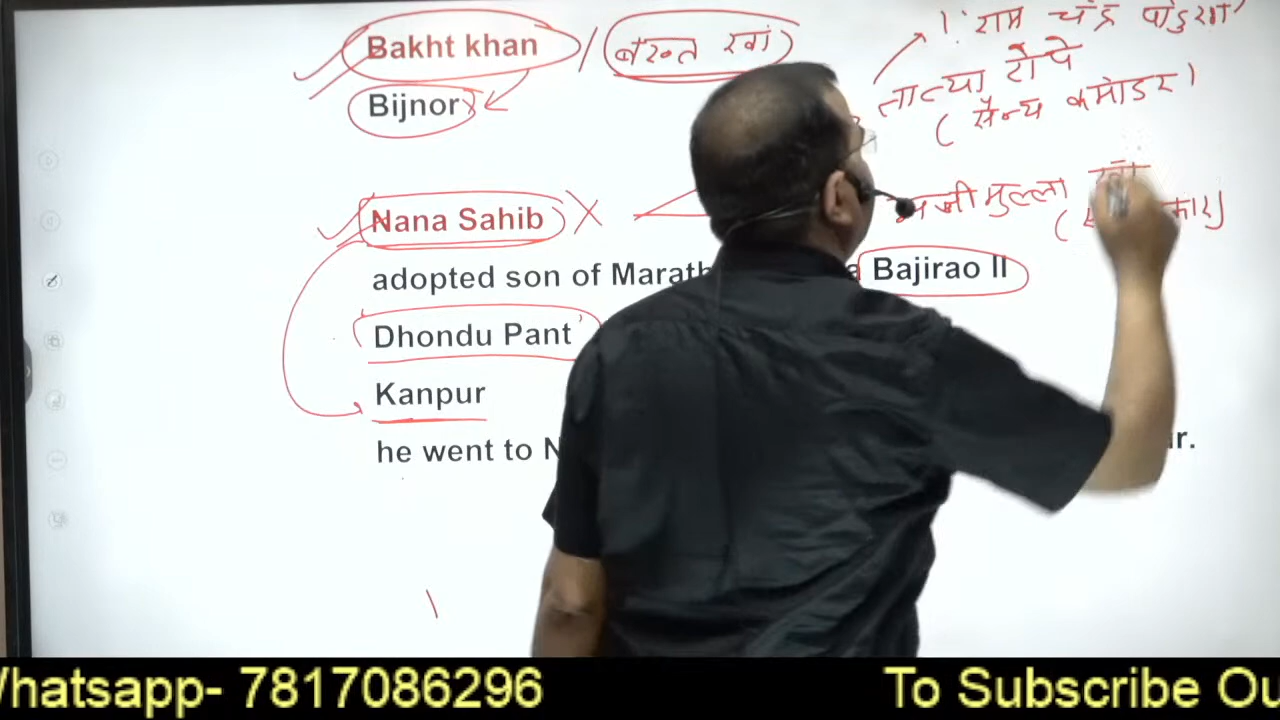 Bakht khan / बख्त खां
Bijnor
राम चंद्र पांडुरंग
तात्या टोपे
( सैन्य कमांडर )
Nana Sahib
अजीमुल्ला खां
adopted son of Marath Bajirao II
Dhondu Pant
Kanpur
he went to N
Whatsapp- 7817086296 To Subscribe Ou